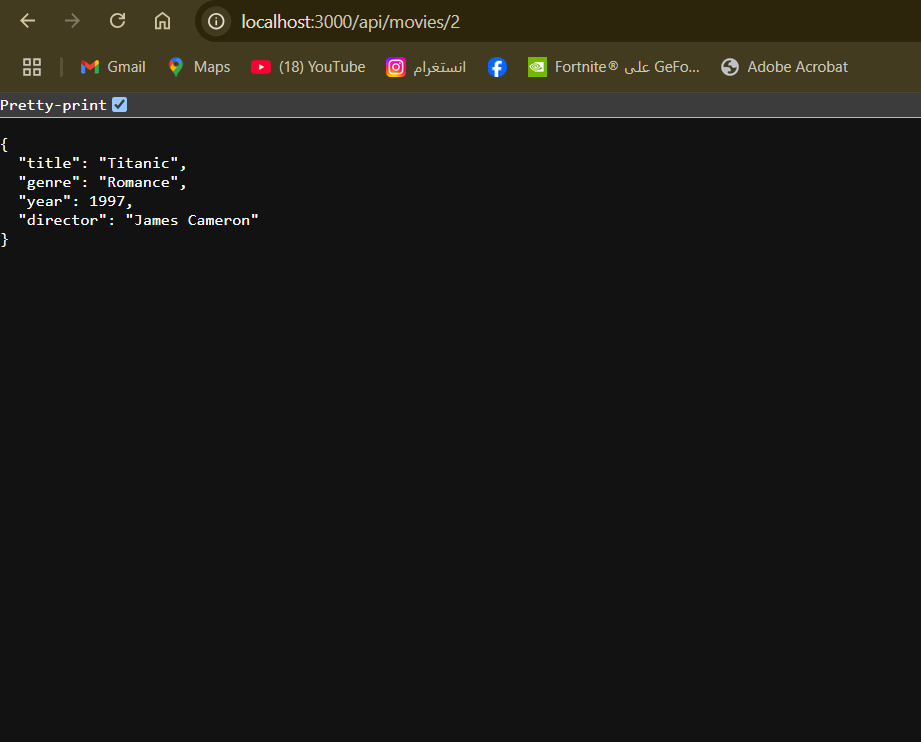 localhost:3000/api/movies/2
Gmail Maps (18) YouTube انستغرام Fortnite® على GeFo... Adobe Acrobat
Pretty-print
{
  "title": "Titanic",
  "genre": "Romance",
  "year": 1997,
  "director": "James Cameron"
}